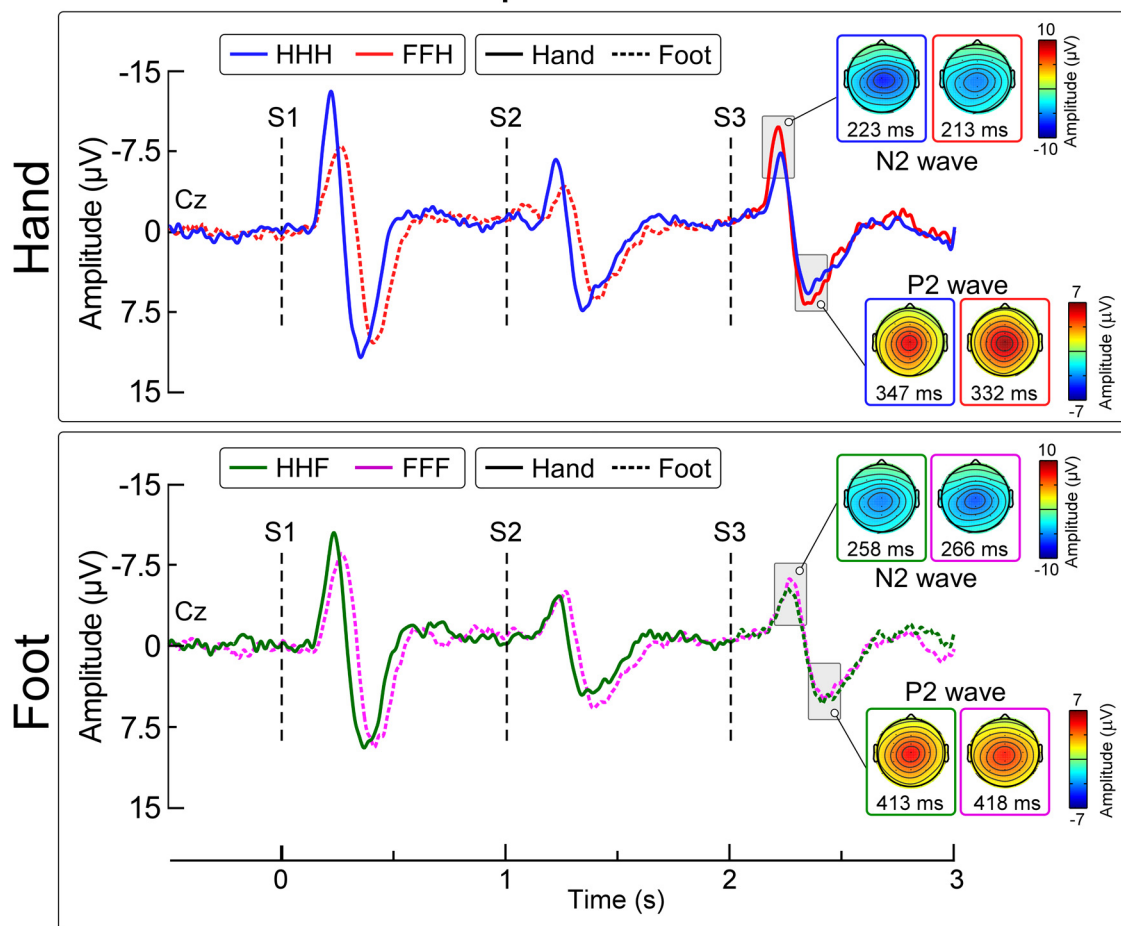 Hand
HHH FFH Hand Foot
-15
-7.5
0
7.5
15
Amplitude (µV)
Cz
S1
S2
S3
223 ms
213 ms
N2 wave
10
-10
Amplitude (µV)
P2 wave
347 ms
332 ms
7
-7
Amplitude (µV)
Foot
HHF FFF Hand Foot
-15
-7.5
0
7.5
15
Amplitude (µV)
Cz
S1
S2
S3
258 ms
266 ms
N2 wave
10
-10
Amplitude (µV)
P2 wave
413 ms
418 ms
7
-7
Amplitude (µV)
0 1 2 3
Time (s)